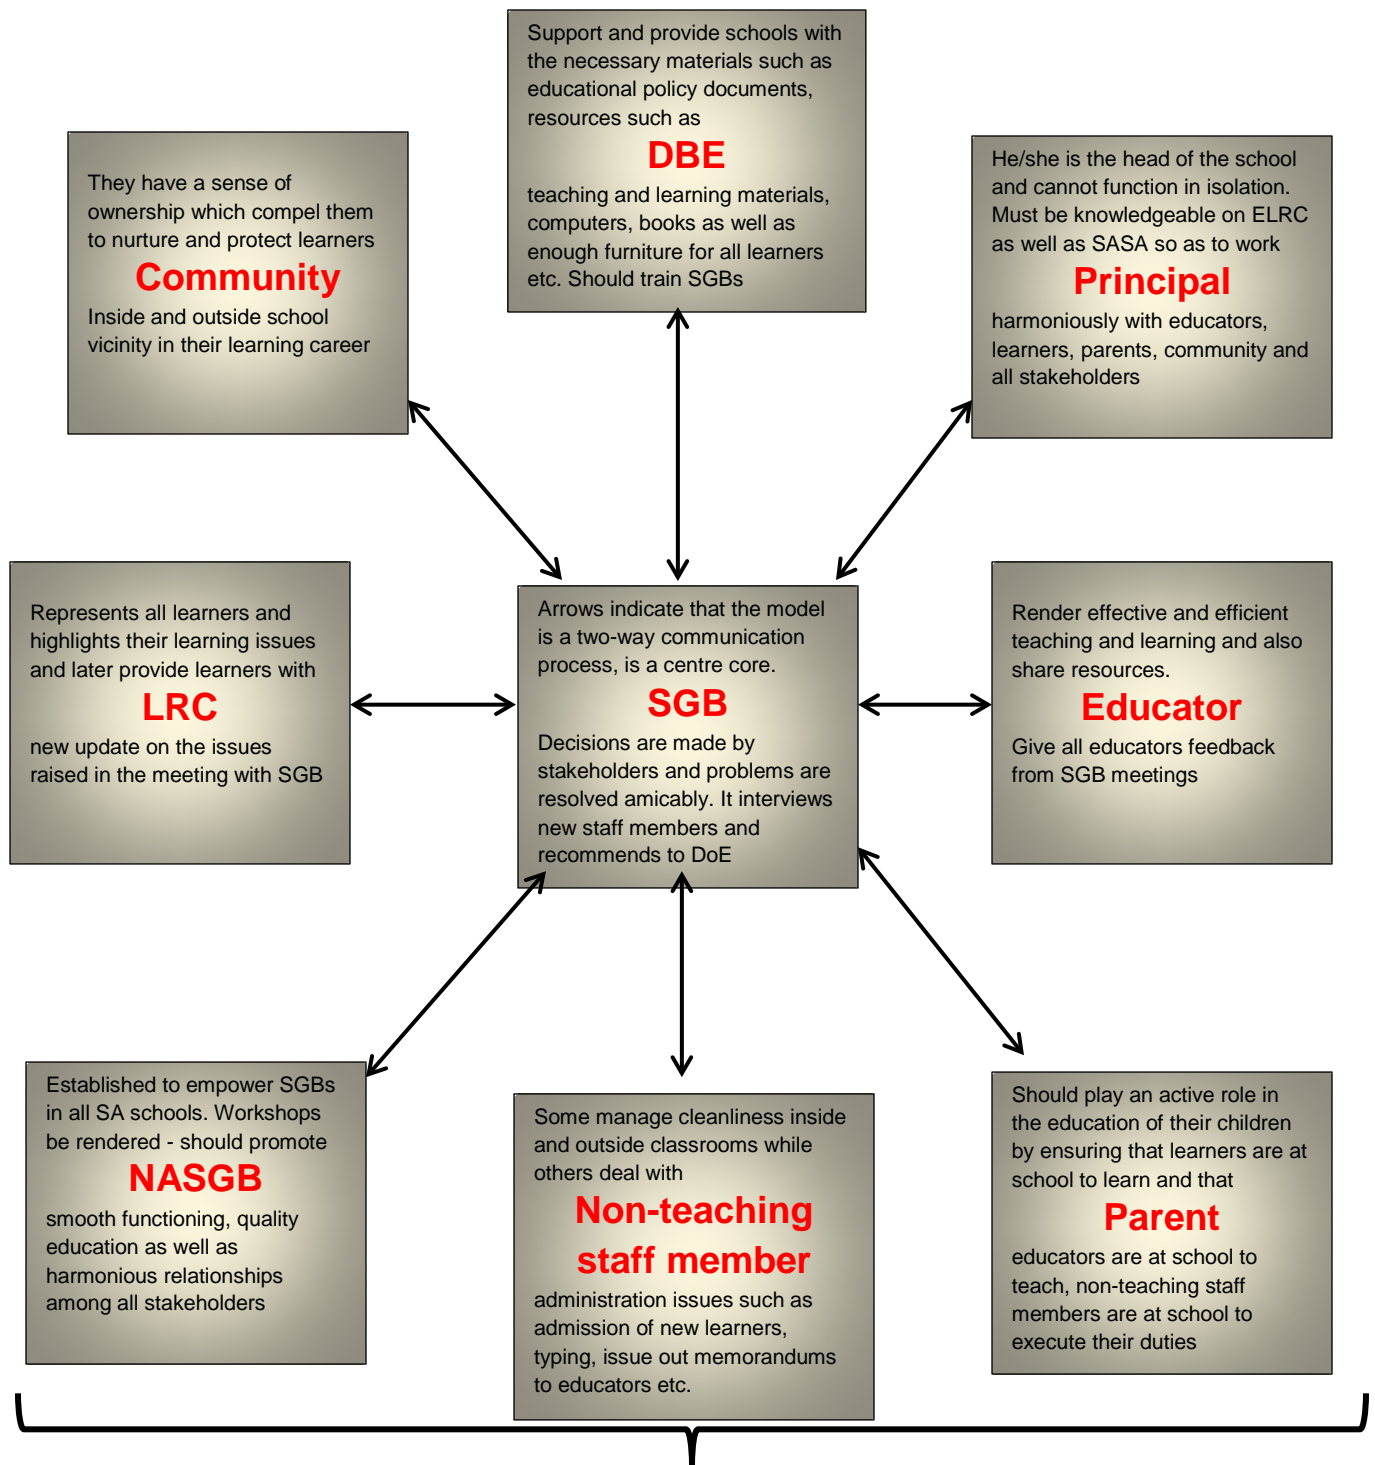 Support and provide schools with
the necessary materials such as
educational policy documents,
resources such as
DBE
teaching and learning materials,
computers, books as well as
enough furniture for all learners
etc. Should train SGBs
They have a sense of
ownership which compel them
to nurture and protect learners
Community
Inside and outside school
vicinity in their learning career
He/she is the head of the school
and cannot function in isolation.
Must be knowledgeable on ELRC
as well as SASA so as to work
Principal
harmoniously with educators,
learners, parents, community and
all stakeholders
Represents all learners and
highlights their learning issues
and later provide learners with
LRC
new update on the issues
raised in the meeting with SGB
Arrows indicate that the model
is a two-way communication
process, is a centre core.
SGB
Decisions are made by
stakeholders and problems are
resolved amicably. It interviews
new staff members and
recommends to DoE
Render effective and efficient
teaching and learning and also
share resources.
Educator
Give all educators feedback
from SGB meetings
Established to empower SGBs
in all SA schools. Workshops
be rendered - should promote
NASGB
smooth functioning, quality
education as well as
harmonious relationships
among all stakeholders
Some manage cleanliness inside
and outside classrooms while
others deal with
Non-teaching
staff member
administration issues such as
admission of new learners,
typing, issue out memorandums
to educators etc.
Should play an active role in
the education of their children
by ensuring that learners are at
school to learn and that
Parent
educators are at school to
teach, non-teaching staff
members are at school to
execute their duties